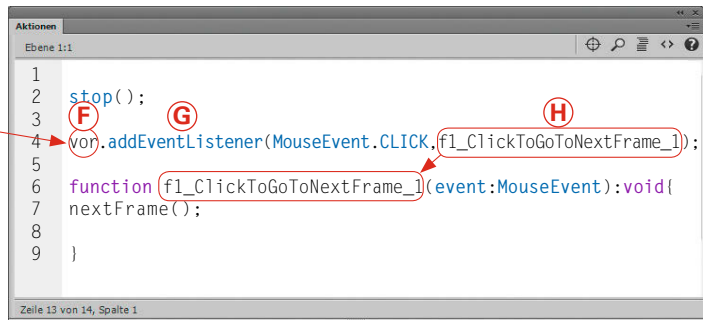 Aktionen
Ebene 1:1
1
2 stop();
3 F G H
4 vor.addEventListener(MouseEvent.CLICK,f1_ClickToGoToNextFrame_1);
5
6 function f1_ClickToGoToNextFrame_1(event:MouseEvent):void{
7 nextFrame();
8
9 }
Zeile 13 von 14, Spalte 1